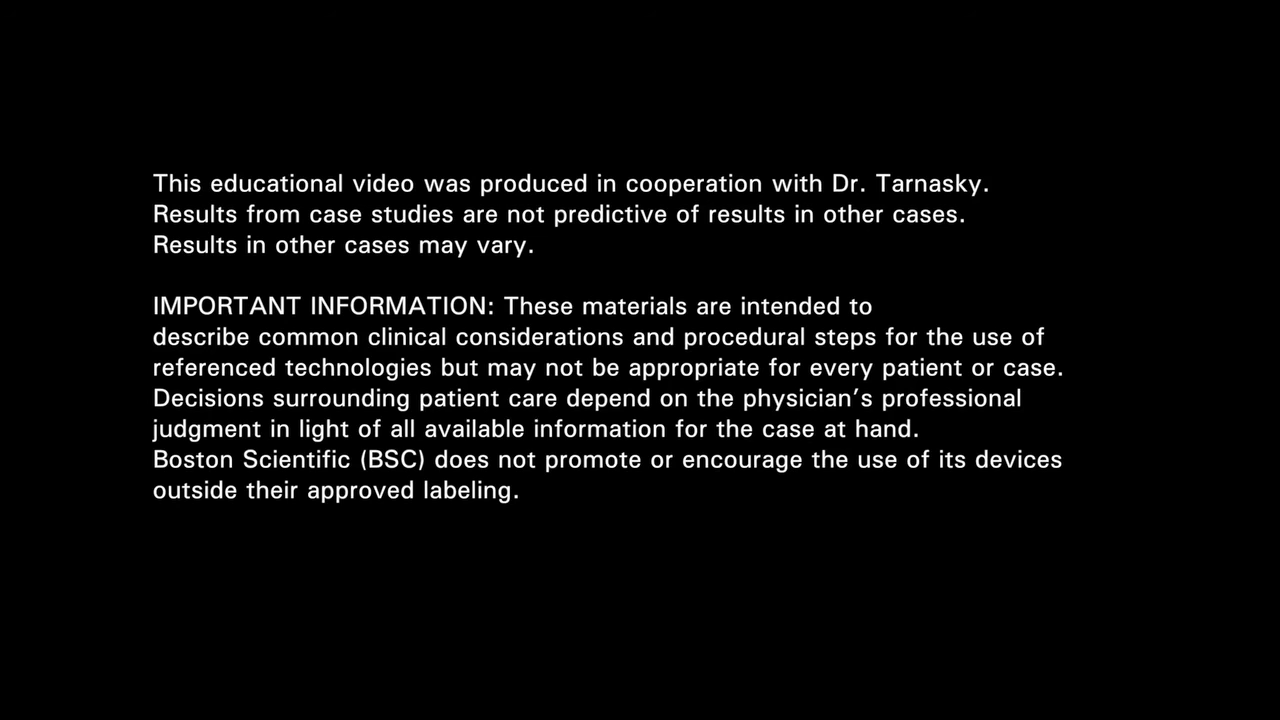 This educational video was produced in cooperation with Dr. Tarnasky.
Results from case studies are not predictive of results in other cases.
Results in other cases may vary.
IMPORTANT INFORMATION: These materials are intended to
describe common clinical considerations and procedural steps for the use of
referenced technologies but may not be appropriate for every patient or case.
Decisions surrounding patient care depend on the physician’s professional
judgment in light of all available information for the case at hand.
Boston Scientific (BSC) does not promote or encourage the use of its devices
outside their approved labeling.